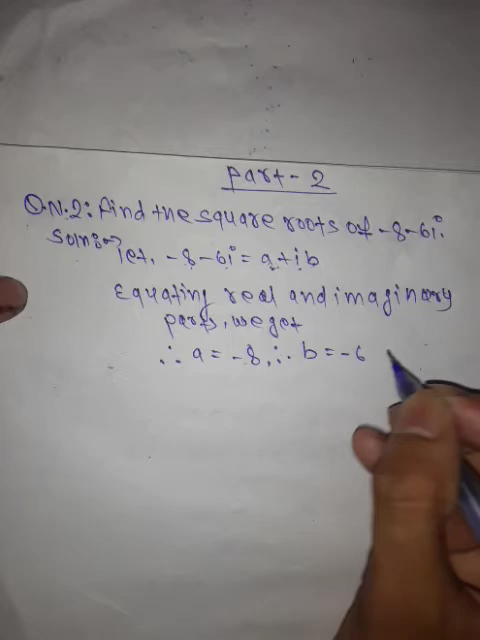 Part-2
Q.N.2: Find the square roots of -8-6i.
Soln:→ let, -8-6i = a+ib
Equating real and imaginary
parts, we get
∴ a = -8, ∴ b = -6